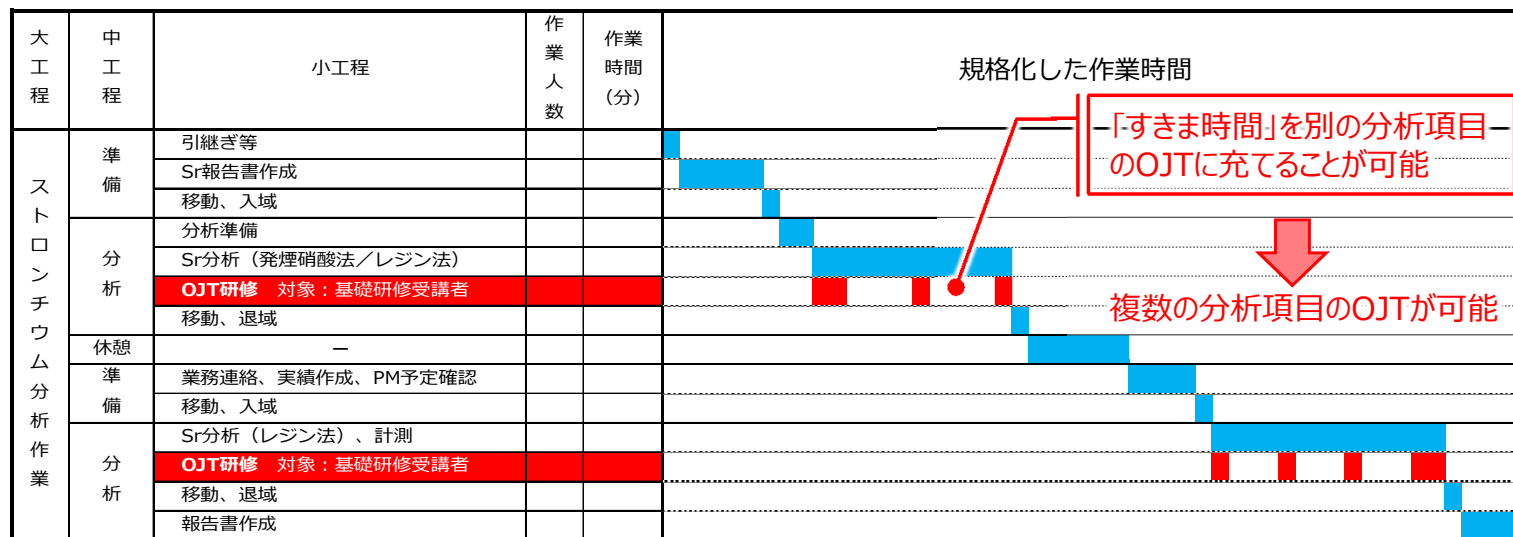 大工程
中工程
小工程
作業人数
作業
時間
(分)
規格化した作業時間
ストロンチウム分析作業
準備
引継ぎ等
Sr報告書作成
移動、入域
分析
分析準備
Sr分析（発煙硝酸法／レジン法）
OJT研修　対象：基礎研修受講者
移動、退域
休憩
―
準備
業務連絡、実績作成、PM予定確認
移動、入域
分析
Sr分析（レジン法）、計測
OJT研修　対象：基礎研修受講者
移動、退域
報告書作成
「すきま時間」を別の分析項目
のOJTに充てることが可能
複数の分析項目のOJTが可能